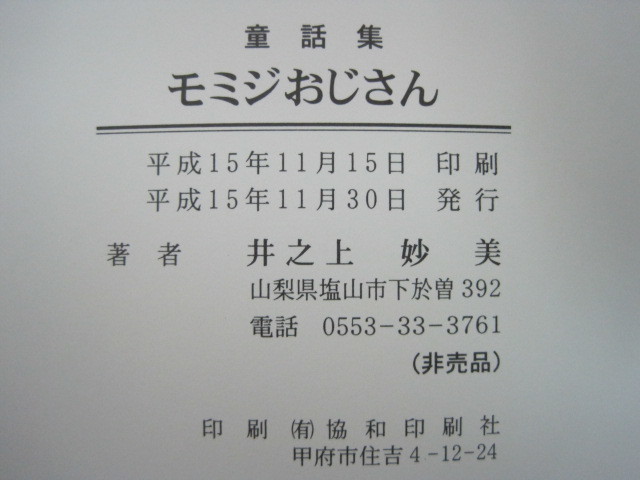 童話集
モミジおじさん
平成15年11月15日 印刷
平成15年11月30日 発行
著者 井之上 妙美
山梨県塩山市下於曽392
電話 0553-33-3761
(非売品)
印刷 ㈲協和印刷社
甲府市住吉4-12-24